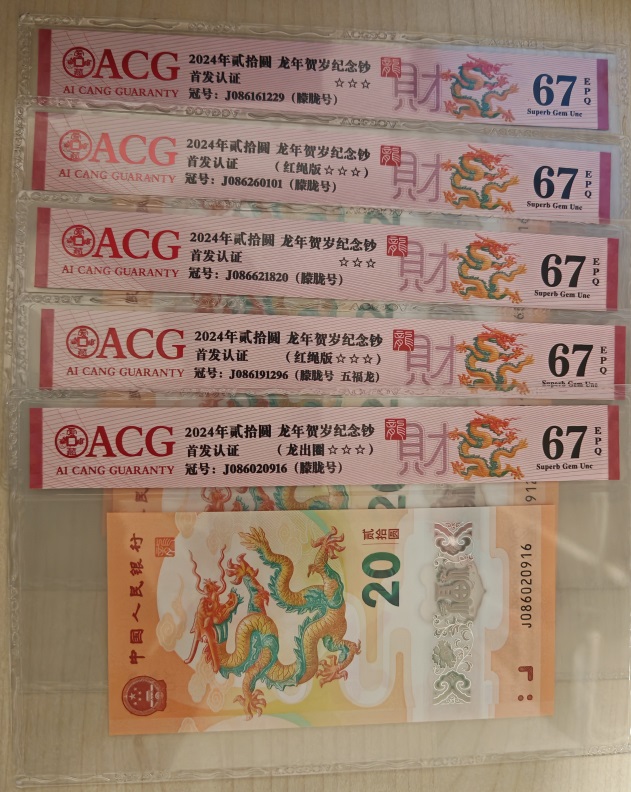 ACG
AI CANG GUARANTY
2024年贰拾圆 龙年贺岁纪念钞
首发认证 ☆☆☆
冠号：J086161229（朦胧号）
龍
財
67
EPQ
Superb Gem Unc
ACG
AI CANG GUARANTY
2024年贰拾圆 龙年贺岁纪念钞
首发认证 （红绳版☆☆☆）
冠号：J086260101（朦胧号）
龍
財
67
EPQ
Superb Gem Unc
ACG
AI CANG GUARANTY
2024年贰拾圆 龙年贺岁纪念钞
首发认证 ☆☆☆
冠号：J086621820（朦胧号）
龍
財
67
EPQ
Superb Gem Unc
ACG
AI CANG GUARANTY
2024年贰拾圆 龙年贺岁纪念钞
首发认证 （红绳版☆☆☆）
冠号：J086191296（朦胧号 五福龙）
龍
財
67
EPQ
Superb Gem Unc
ACG
AI CANG GUARANTY
2024年贰拾圆 龙年贺岁纪念钞
首发认证 （龙出圈☆☆☆）
冠号：J086020916（朦胧号）
龍
財
67
EPQ
Superb Gem Unc
中国人民银行
20
贰拾圆
J086020916